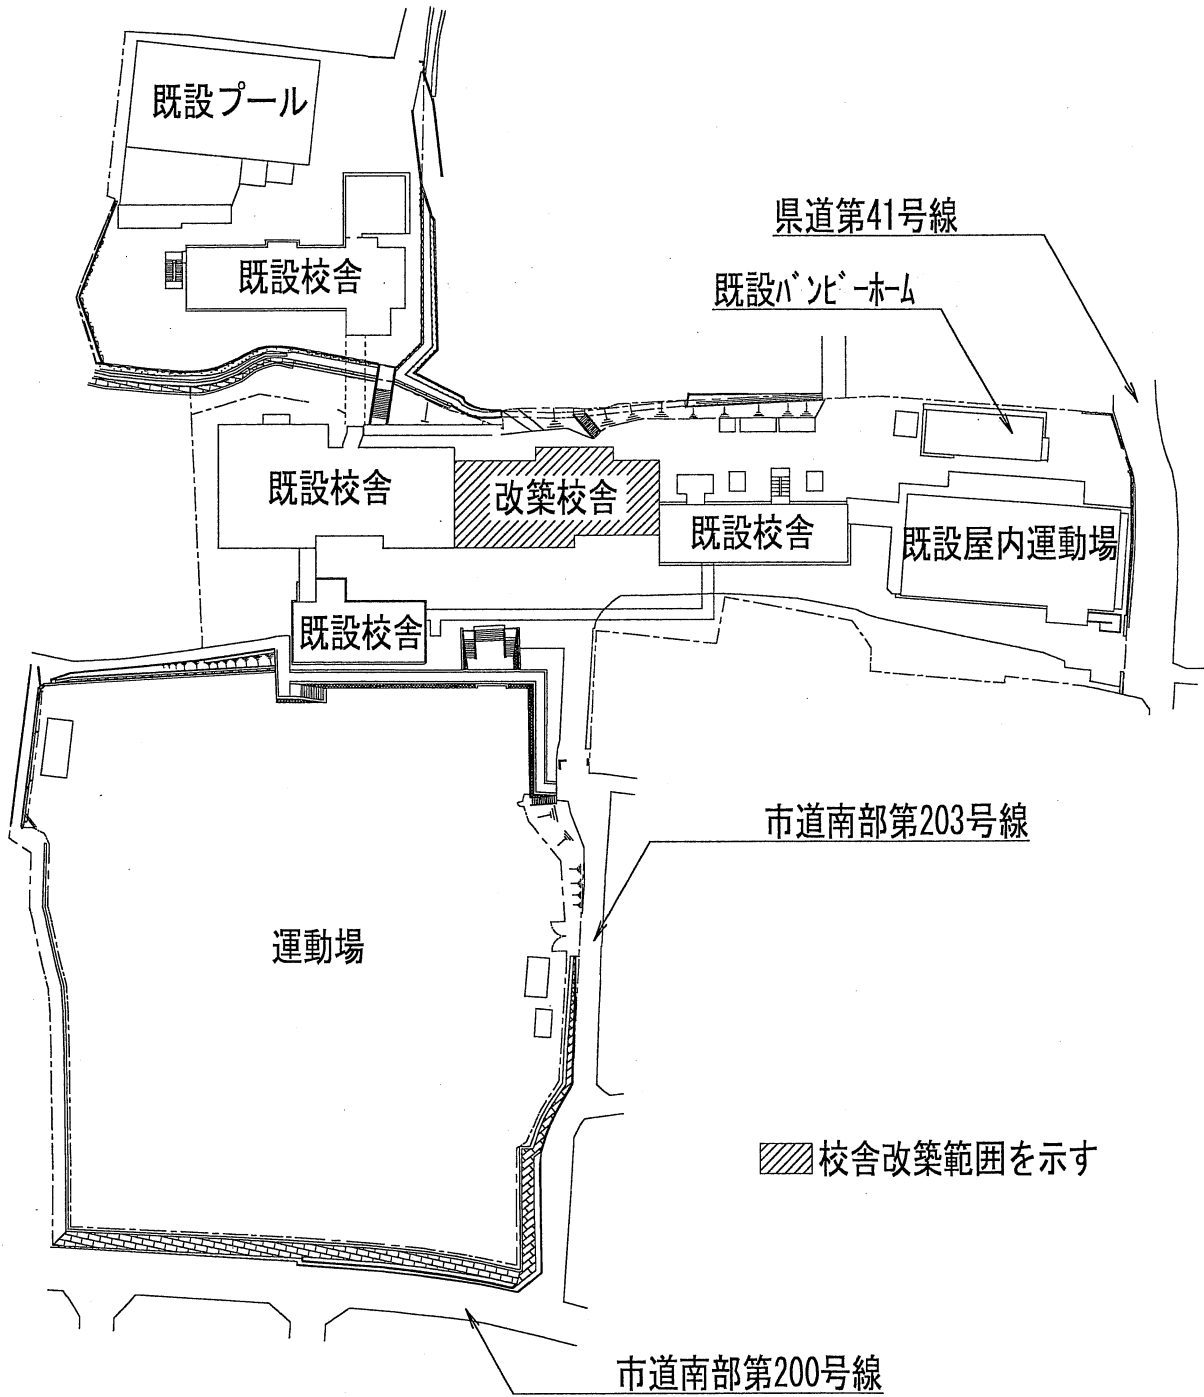 既設プール
県道第41号線
既設校舎
既設バンビーホーム
既設校舎
改築校舎
既設校舎
既設屋内運動場
既設校舎
市道南部第203号線
運動場
校舎改築範囲を示す
市道南部第200号線